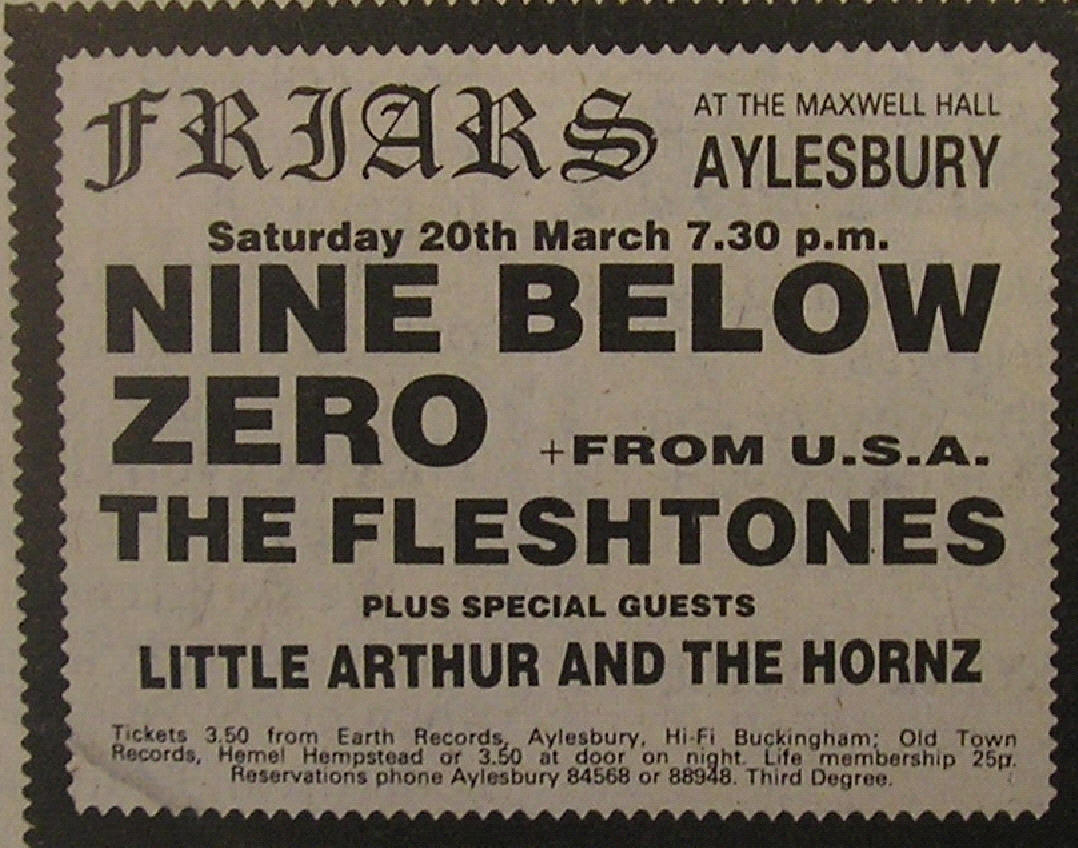 FRIARS
AT THE MAXWELL HALL
AYLESBURY
Saturday 20th March 7.30 p.m.
NINE BELOW
ZERO +FROM U.S.A.
THE FLESHTONES
PLUS SPECIAL GUESTS
LITTLE ARTHUR AND THE HORNZ
Tickets 3.50 from Earth Records, Aylesbury, Hi-Fi Buckingham; Old Town
Records, Hemel Hempstead or 3.50 at door on night. Life membership 25p.
Reservations phone Aylesbury 84568 or 88948. Third Degree.